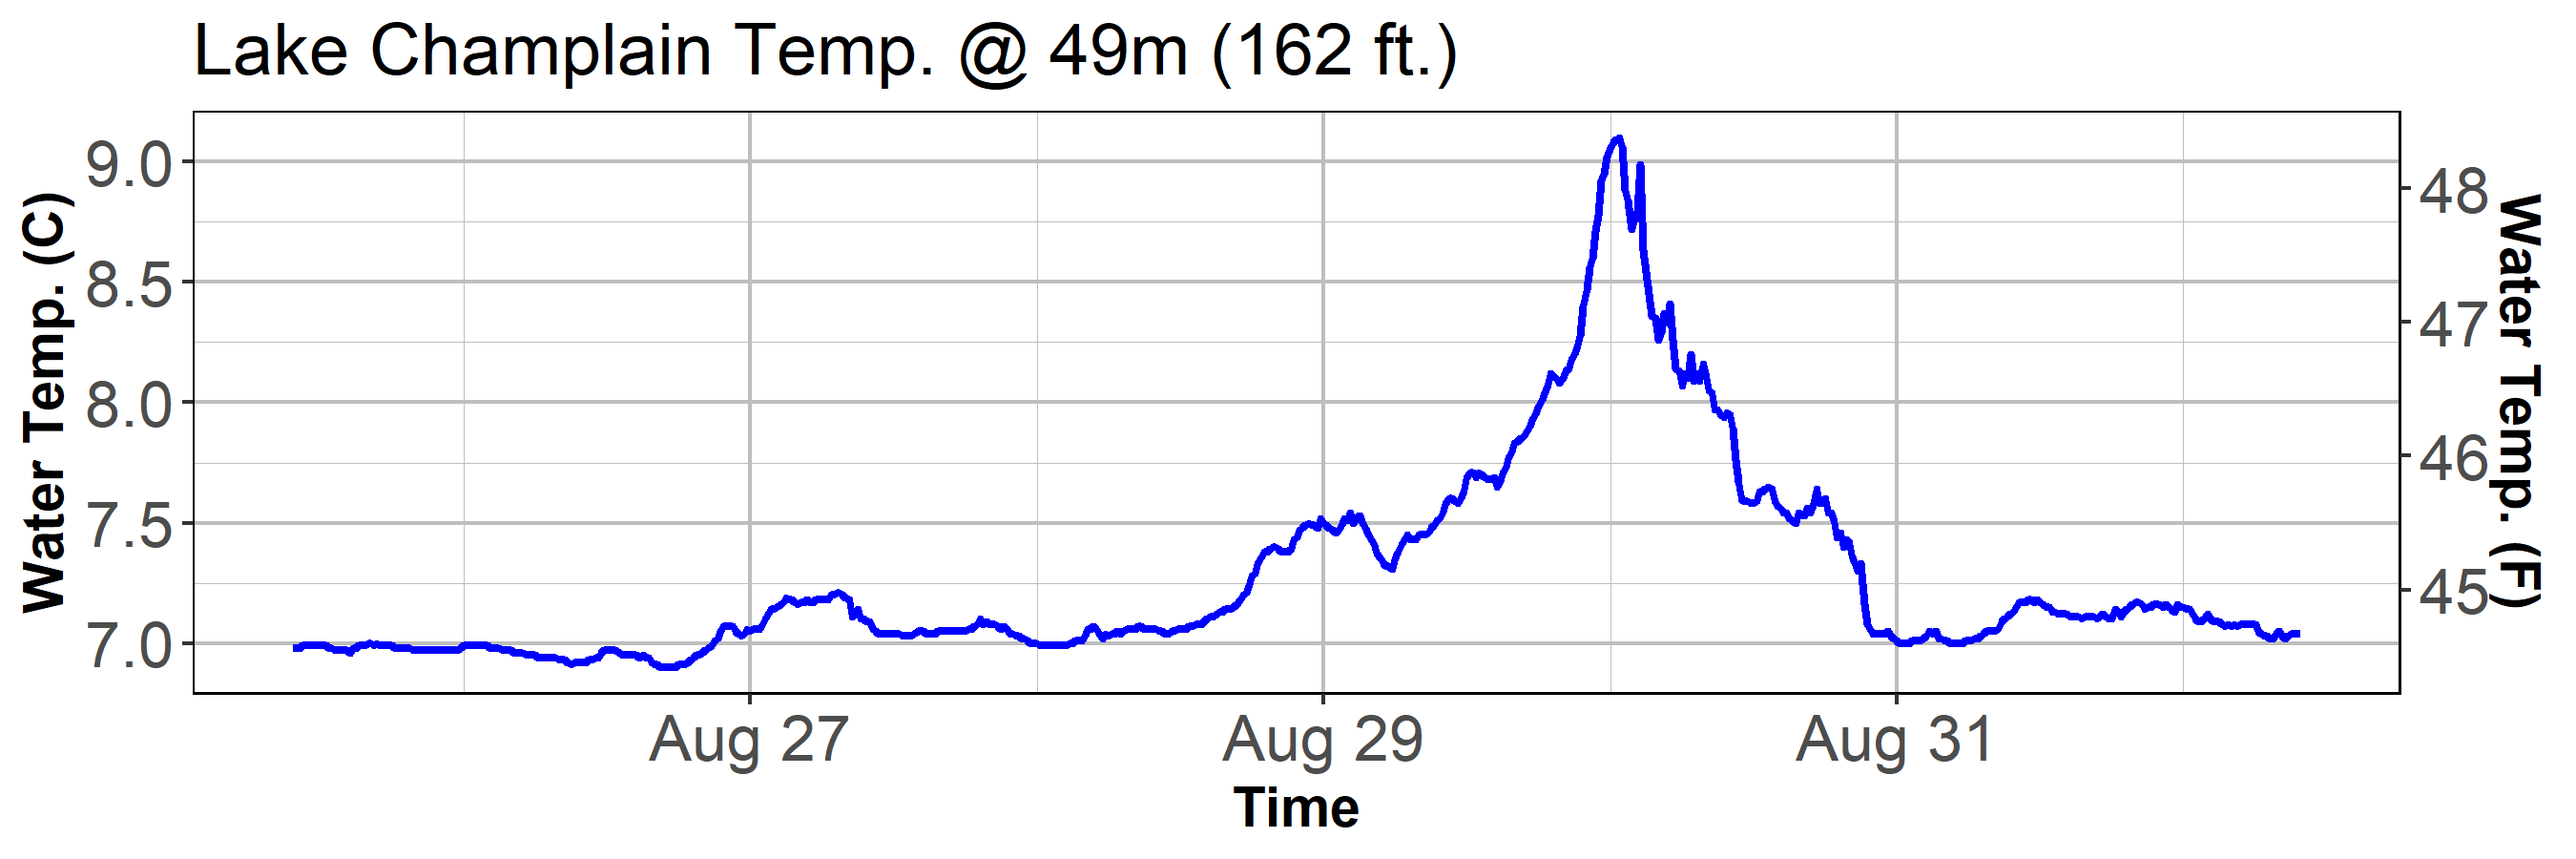 Lake Champlain Temp. @ 49m (162 ft.)
Water Temp. (C)
9.0
8.5
8.0
7.5
7.0
48
47
46
45
Water Temp. (F)
Aug 27 Aug 29 Aug 31
Time